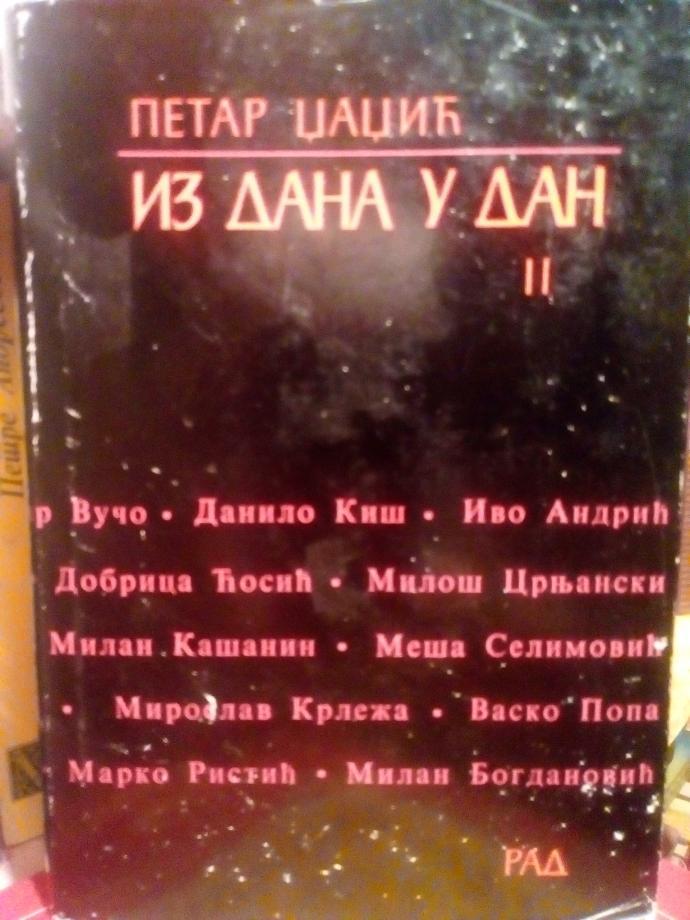 ПЕТАР ЏАЏИЋ
ИЗ ДАНА У ДАН
II
р Вучо • Данило Киш • Иво Андрић
Добрица Ћосић • Милош Црњански
Милан Кашанин • Меша Селимовић
• Мирослав Крлежа • Васко Попа
Марко Ристић • Милан Богдановић
РАД